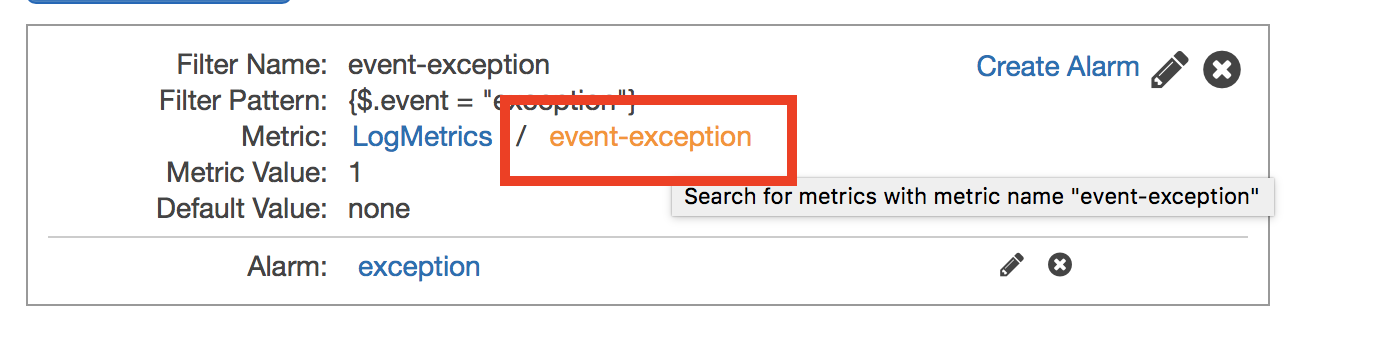 Filter Name: event-exception
Create Alarm
Filter Pattern: {$.event = "exception"}
Metric: LogMetrics / event-exception
Metric Value: 1
Search for metrics with metric name "event-exception"
Default Value: none
Alarm: exception